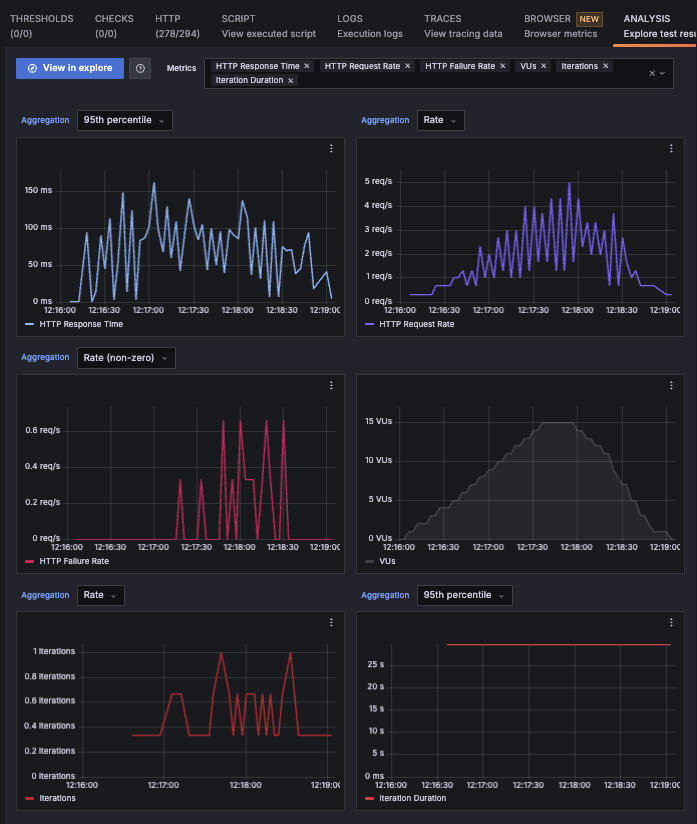 THRESHOLDS
(0/0)
CHECKS
(0/0)
HTTP
(278/294)
SCRIPT
View executed script
LOGS
Execution logs
TRACES
View tracing data
BROWSER NEW
Browser metrics
ANALYSIS
Explore test resu
View in explore
Metrics
HTTP Response Time × HTTP Request Rate × HTTP Failure Rate × VUs × Iterations ×
Iteration Duration ×
Aggregation 95th percentile
150 ms
100 ms
50 ms
0 ms
12:16:00 12:16:30 12:17:00 12:17:30 12:18:00 12:18:30 12:19:00
HTTP Response Time
Aggregation Rate
5 req/s
4 req/s
3 req/s
2 req/s
1 req/s
0 req/s
12:16:00 12:16:30 12:17:00 12:17:30 12:18:00 12:18:30 12:19:00
HTTP Request Rate
Aggregation Rate (non-zero)
0.6 req/s
0.4 req/s
0.2 req/s
0 req/s
12:16:00 12:16:30 12:17:00 12:17:30 12:18:00 12:18:30 12:19:00
HTTP Failure Rate
15 VUs
10 VUs
5 VUs
0 VUs
12:16:00 12:16:30 12:17:00 12:17:30 12:18:00 12:18:30 12:19:00
VUs
Aggregation Rate
1 iterations
0.8 iterations
0.6 iterations
0.4 iterations
0.2 iterations
0 iterations
12:16:00 12:17:00 12:18:00 12:19:00
Iterations
Aggregation 95th percentile
25 s
20 s
15 s
10 s
5 s
0 ms
12:16:00 12:16:30 12:17:00 12:17:30 12:18:00 12:18:30 12:19:00
Iteration Duration